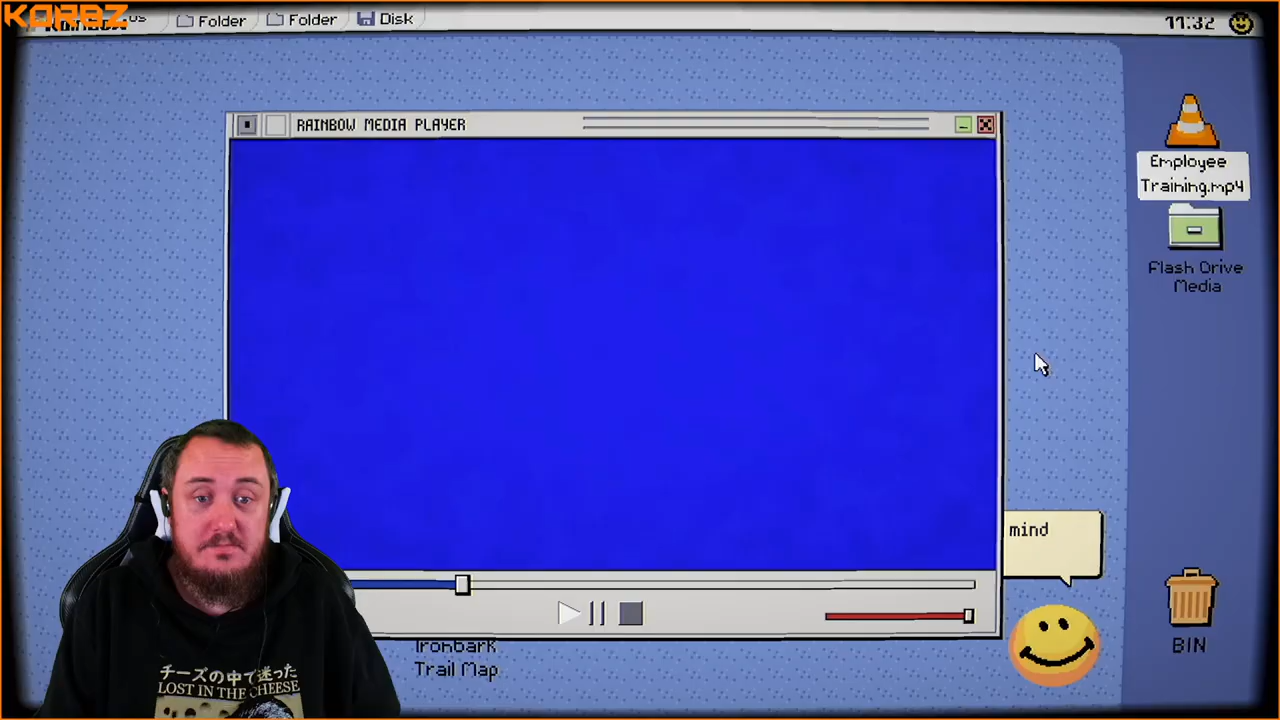 KORBZ
Folder
Folder
Disk
11:32
RAINBOW MEDIA PLAYER
Employee
Training.mp4
Flash Drive
Media
mind
BIN
Ironbark
Trail Map
チーズの中で迷った
LOST IN THE CHEESE